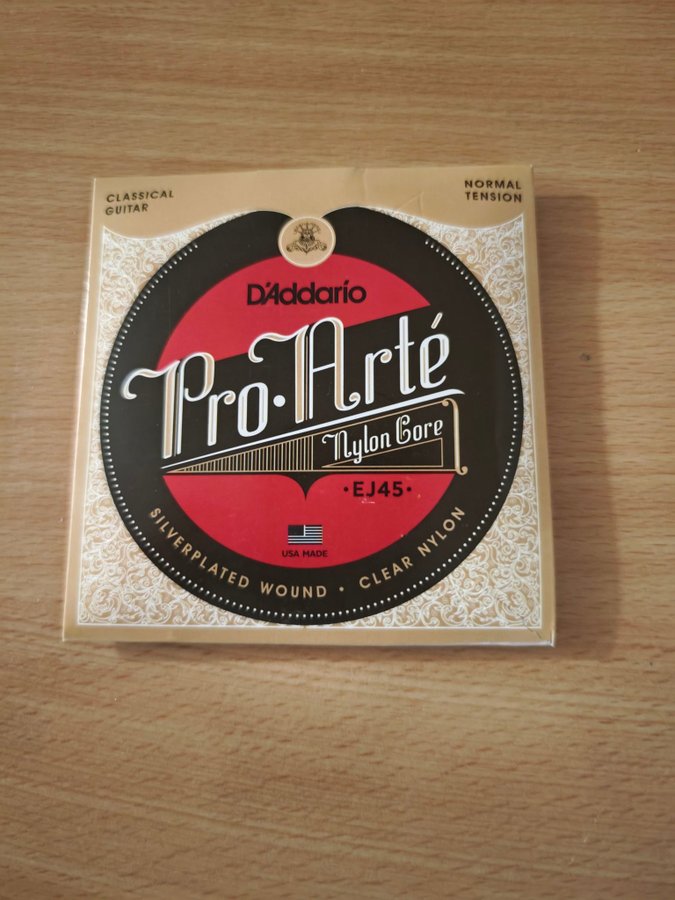 CLASSICAL
GUITAR
NORMAL
TENSION
D'Addario
Pro·Arté
Nylon Core
·EJ45·
USA MADE
SILVERPLATED WOUND · CLEAR NYLON